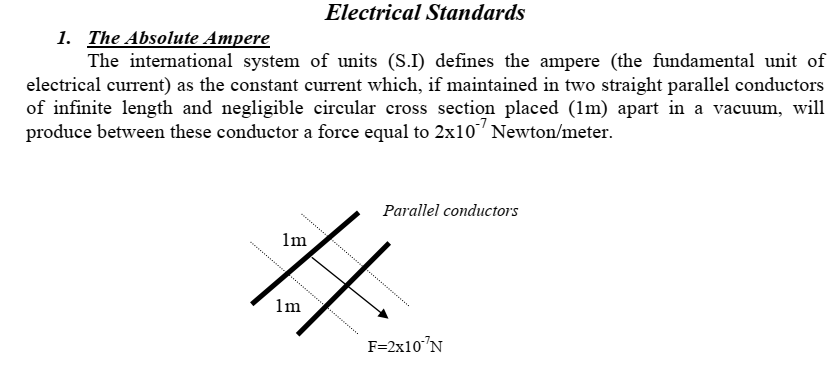 Electrical Standards
1. The Absolute Ampere
The international system of units (S.I) defines the ampere (the fundamental unit of
electrical current) as the constant current which, if maintained in two straight parallel conductors
of infinite length and negligible circular cross section placed (1m) apart in a vacuum, will
produce between these conductor a force equal to 2x10⁻⁷ Newton/meter.
Parallel conductors
1m
1m
F=2x10⁻⁷N